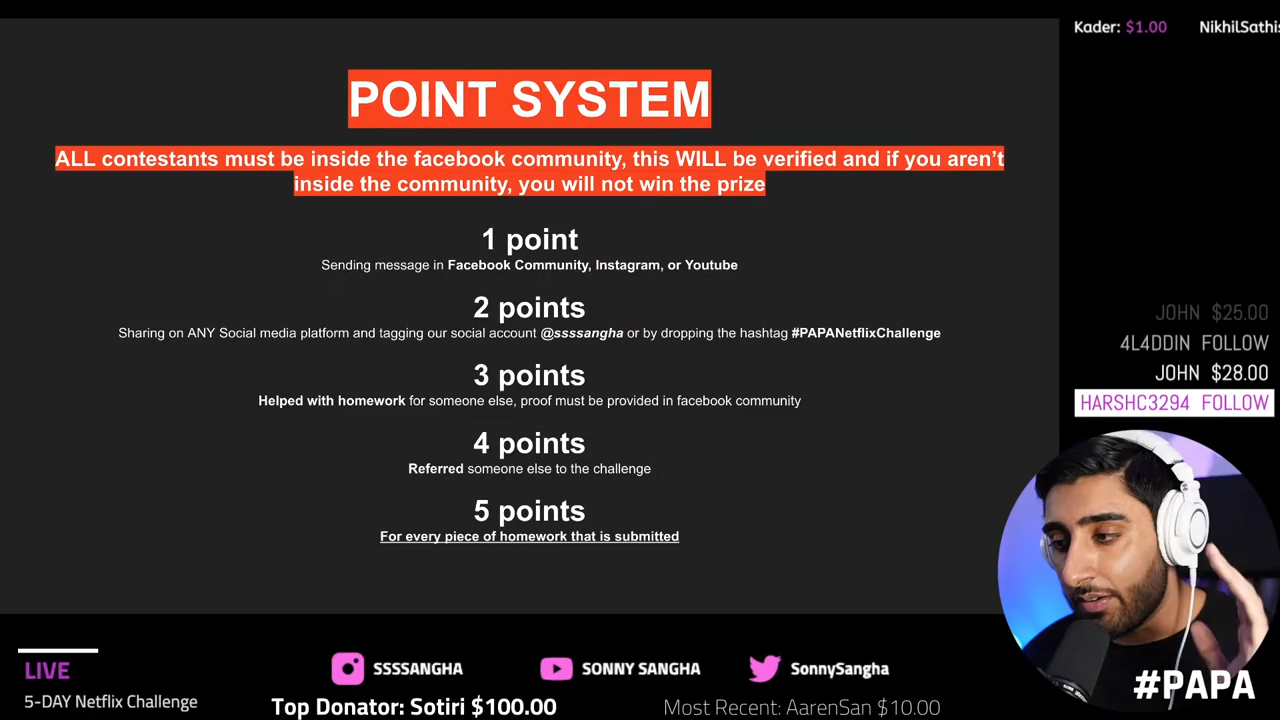 Kader: $1.00 NikhilSathis
POINT SYSTEM
ALL contestants must be inside the facebook community, this WILL be verified and if you aren’t
inside the community, you will not win the prize
1 point
Sending message in Facebook Community, Instagram, or Youtube
2 points
Sharing on ANY Social media platform and tagging our social account @ssssangha or by dropping the hashtag #PAPANetflixChallenge
3 points
Helped with homework for someone else, proof must be provided in facebook community
4 points
Referred someone else to the challenge
5 points
For every piece of homework that is submitted
JOHN $25.00
4L4DDIN FOLLOW
JOHN $28.00
HARSHC3294 FOLLOW
#PAPA
LIVE
5-DAY Netflix Challenge
SSSSANGHA
SONNY SANGHA
SonnySangha
Top Donator: Sotiri $100.00
Most Recent: AarenSan $10.00